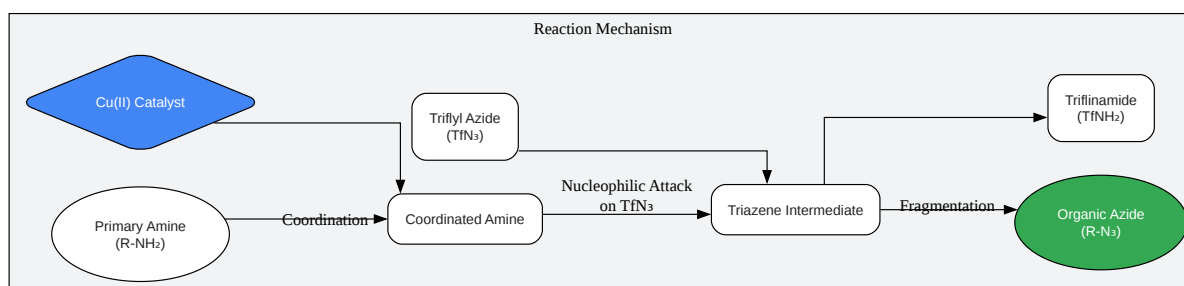 Reaction Mechanism
Cu(II) Catalyst
Triflyl Azide
(TfN₃)
Triflinamide
(TfNH₂)
Primary Amine
(R-NH₂)
Coordination
Coordinated Amine
Nucleophilic Attack
on TfN₃
Triazene Intermediate
Fragmentation
Organic Azide
(R-N₃)